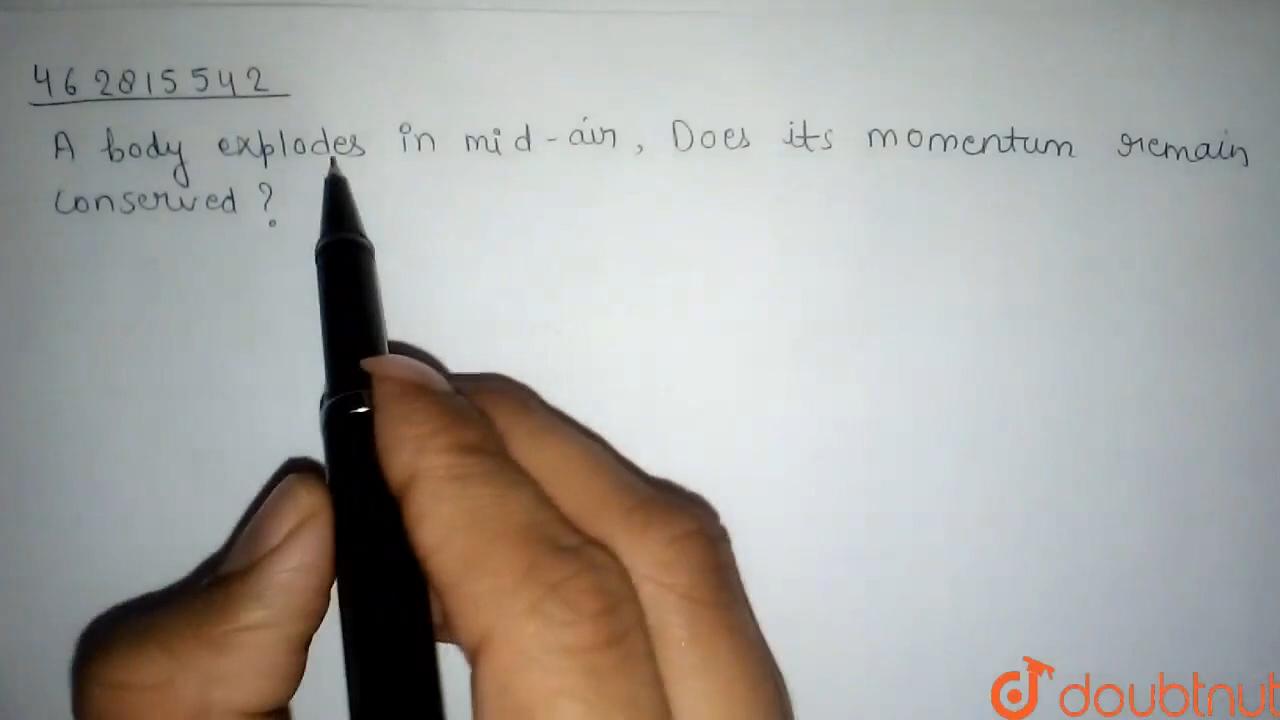 462815542
A body explodes in mid-air, Does its momentum remain
conserved?
doubtnut